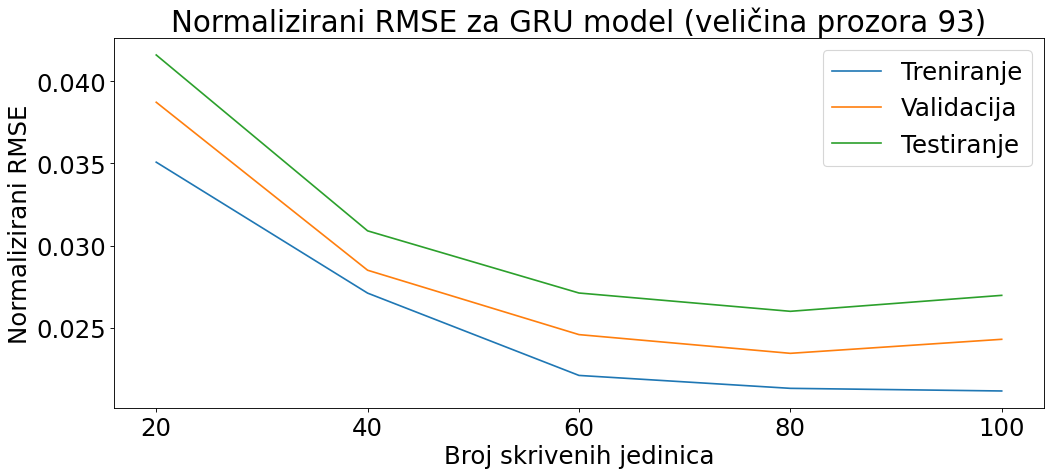 Normalizirani RMSE za GRU model (veličina prozora 93)
Treniranje
Validacija
Testiranje
Normalizirani RMSE
0.040
0.035
0.030
0.025
20 40 60 80 100
Broj skrivenih jedinica